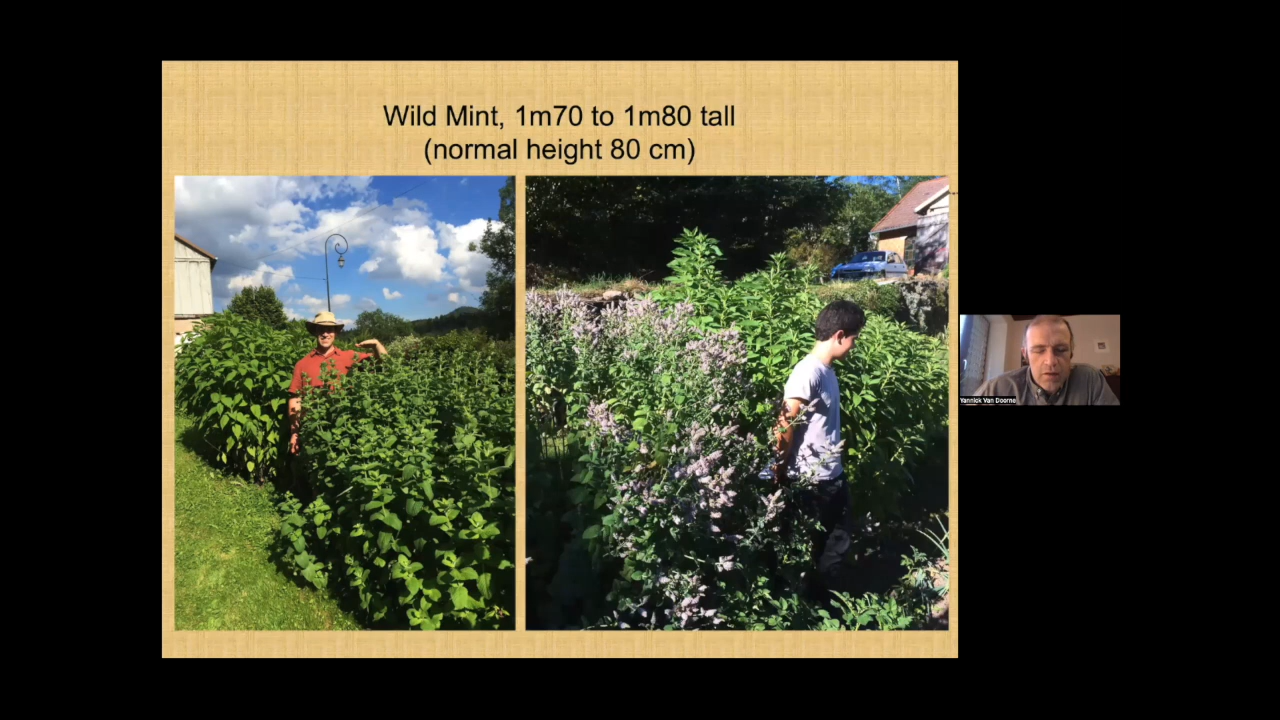 Wild Mint, 1m70 to 1m80 tall
(normal height 80 cm)
Yannick Van Doorne